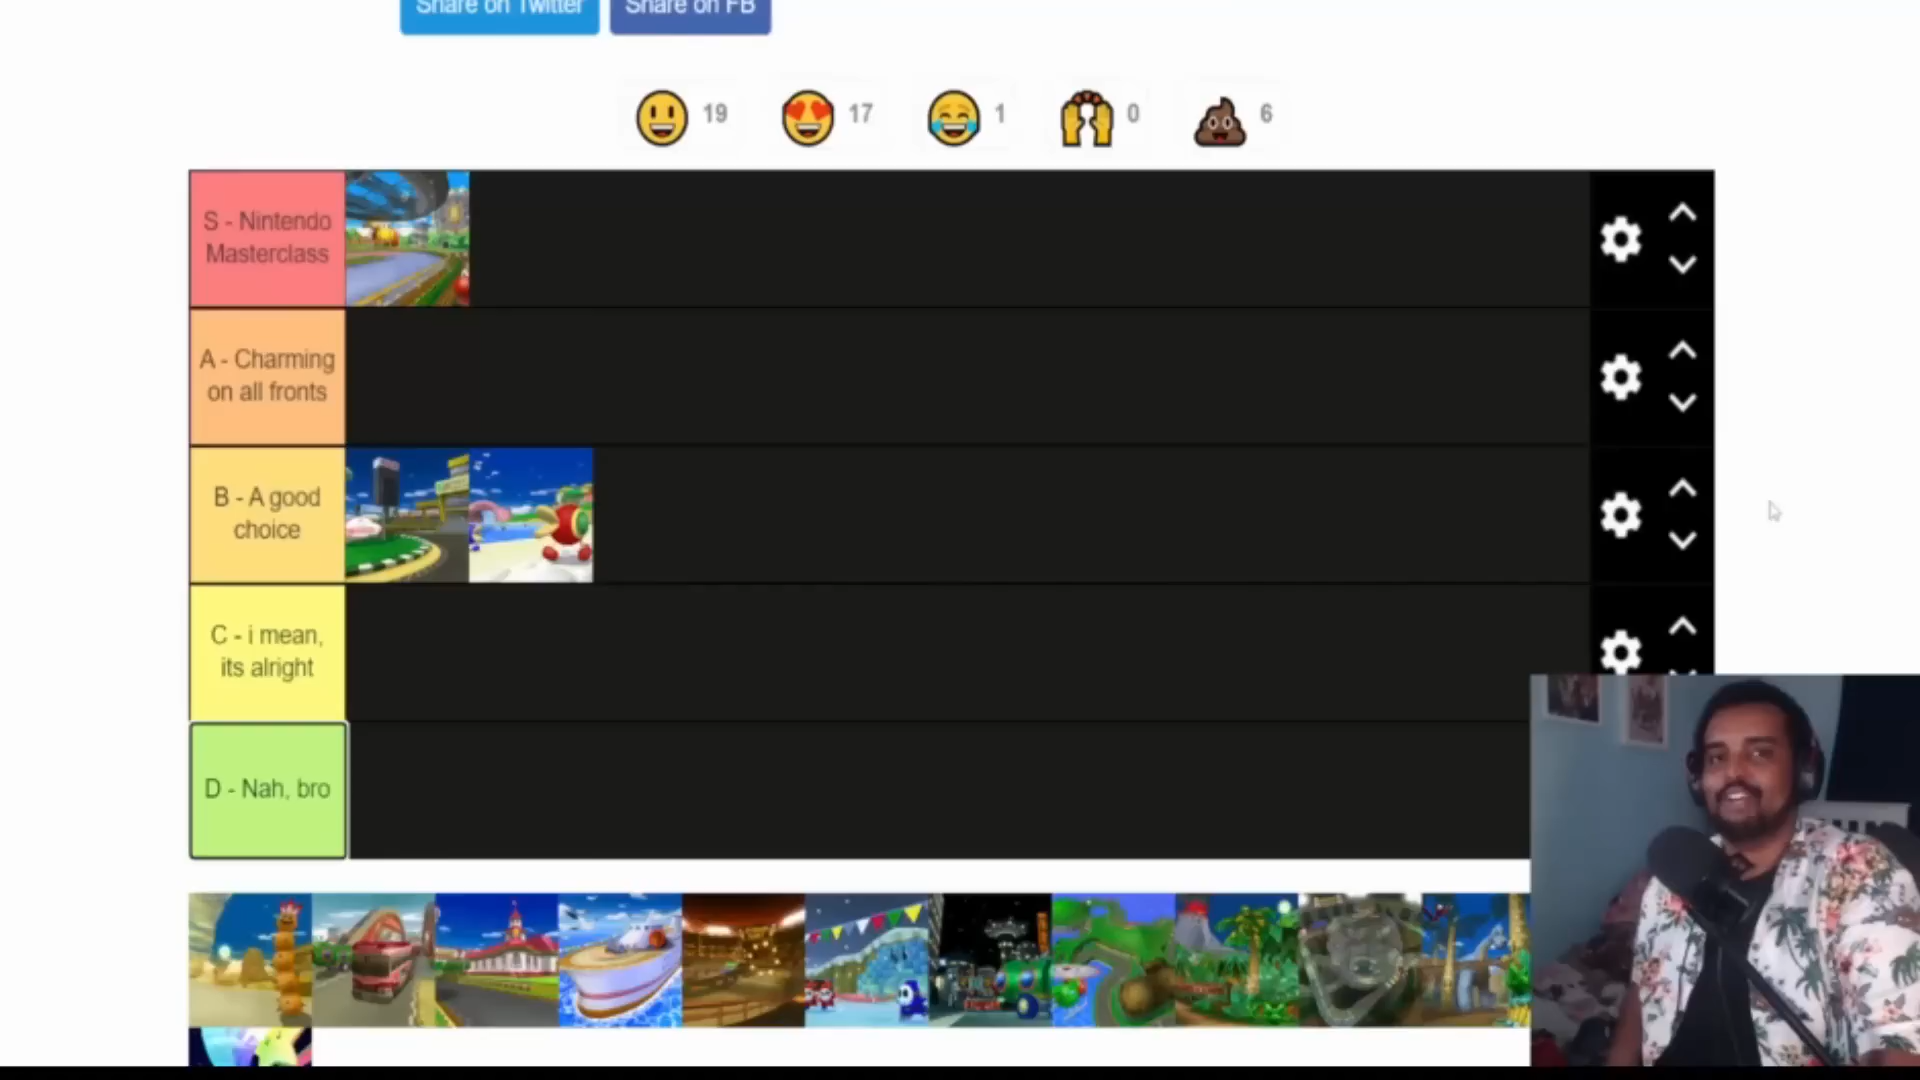 Share on Twitter
Share on FB
19
17
1
0
6
S - Nintendo
Masterclass
A - Charming
on all fronts
B - A good
choice
C - i mean,
its alright
D - Nah, bro